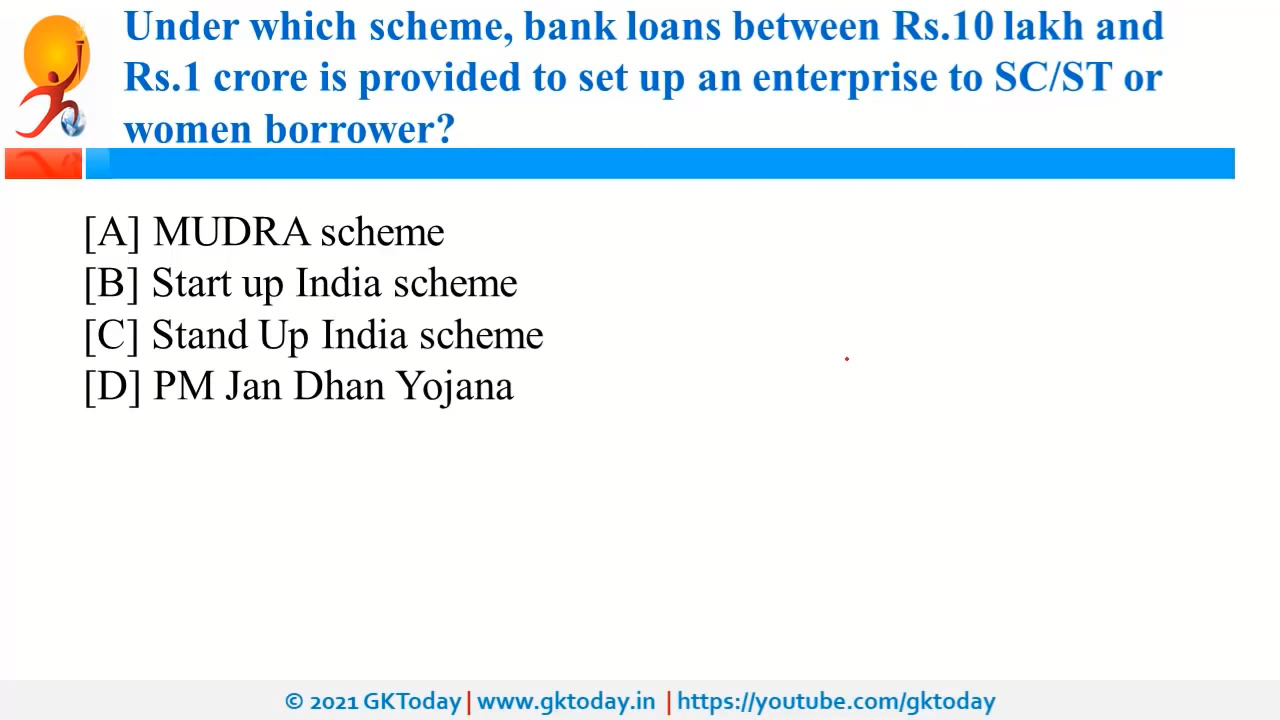 Under which scheme, bank loans between Rs.10 lakh and
Rs.1 crore is provided to set up an enterprise to SC/ST or
women borrower?
[A] MUDRA scheme
[B] Start up India scheme
[C] Stand Up India scheme
[D] PM Jan Dhan Yojana
© 2021 GKToday | www.gktoday.in | https://youtube.com/gktoday